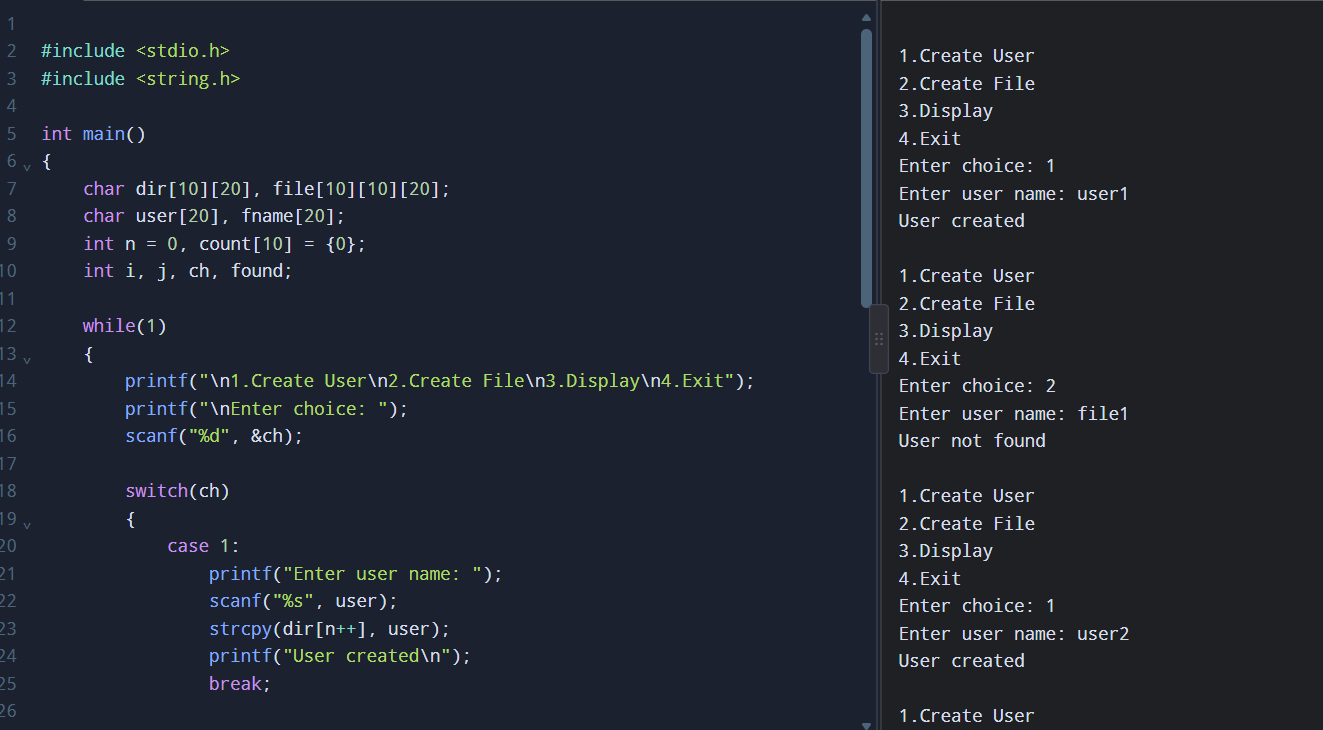 1
2 #include <stdio.h>
3 #include <string.h>
4
5 int main()
6 {
7 char dir[10][20], file[10][10][20];
8 char user[20], fname[20];
9 int n = 0, count[10] = {0};
10 int i, j, ch, found;
11
12 while(1)
13 {
14 printf("\n1.Create User\n2.Create File\n3.Display\n4.Exit");
15 printf("\nEnter choice: ");
16 scanf("%d", &ch);
17
18 switch(ch)
19 {
20 case 1:
21 printf("Enter user name: ");
22 scanf("%s", user);
23 strcpy(dir[n++], user);
24 printf("User created\n");
25 break;
26
1.Create User
2.Create File
3.Display
4.Exit
Enter choice: 1
Enter user name: user1
User created
1.Create User
2.Create File
3.Display
4.Exit
Enter choice: 2
Enter user name: file1
User not found
1.Create User
2.Create File
3.Display
4.Exit
Enter choice: 1
Enter user name: user2
User created
1.Create User